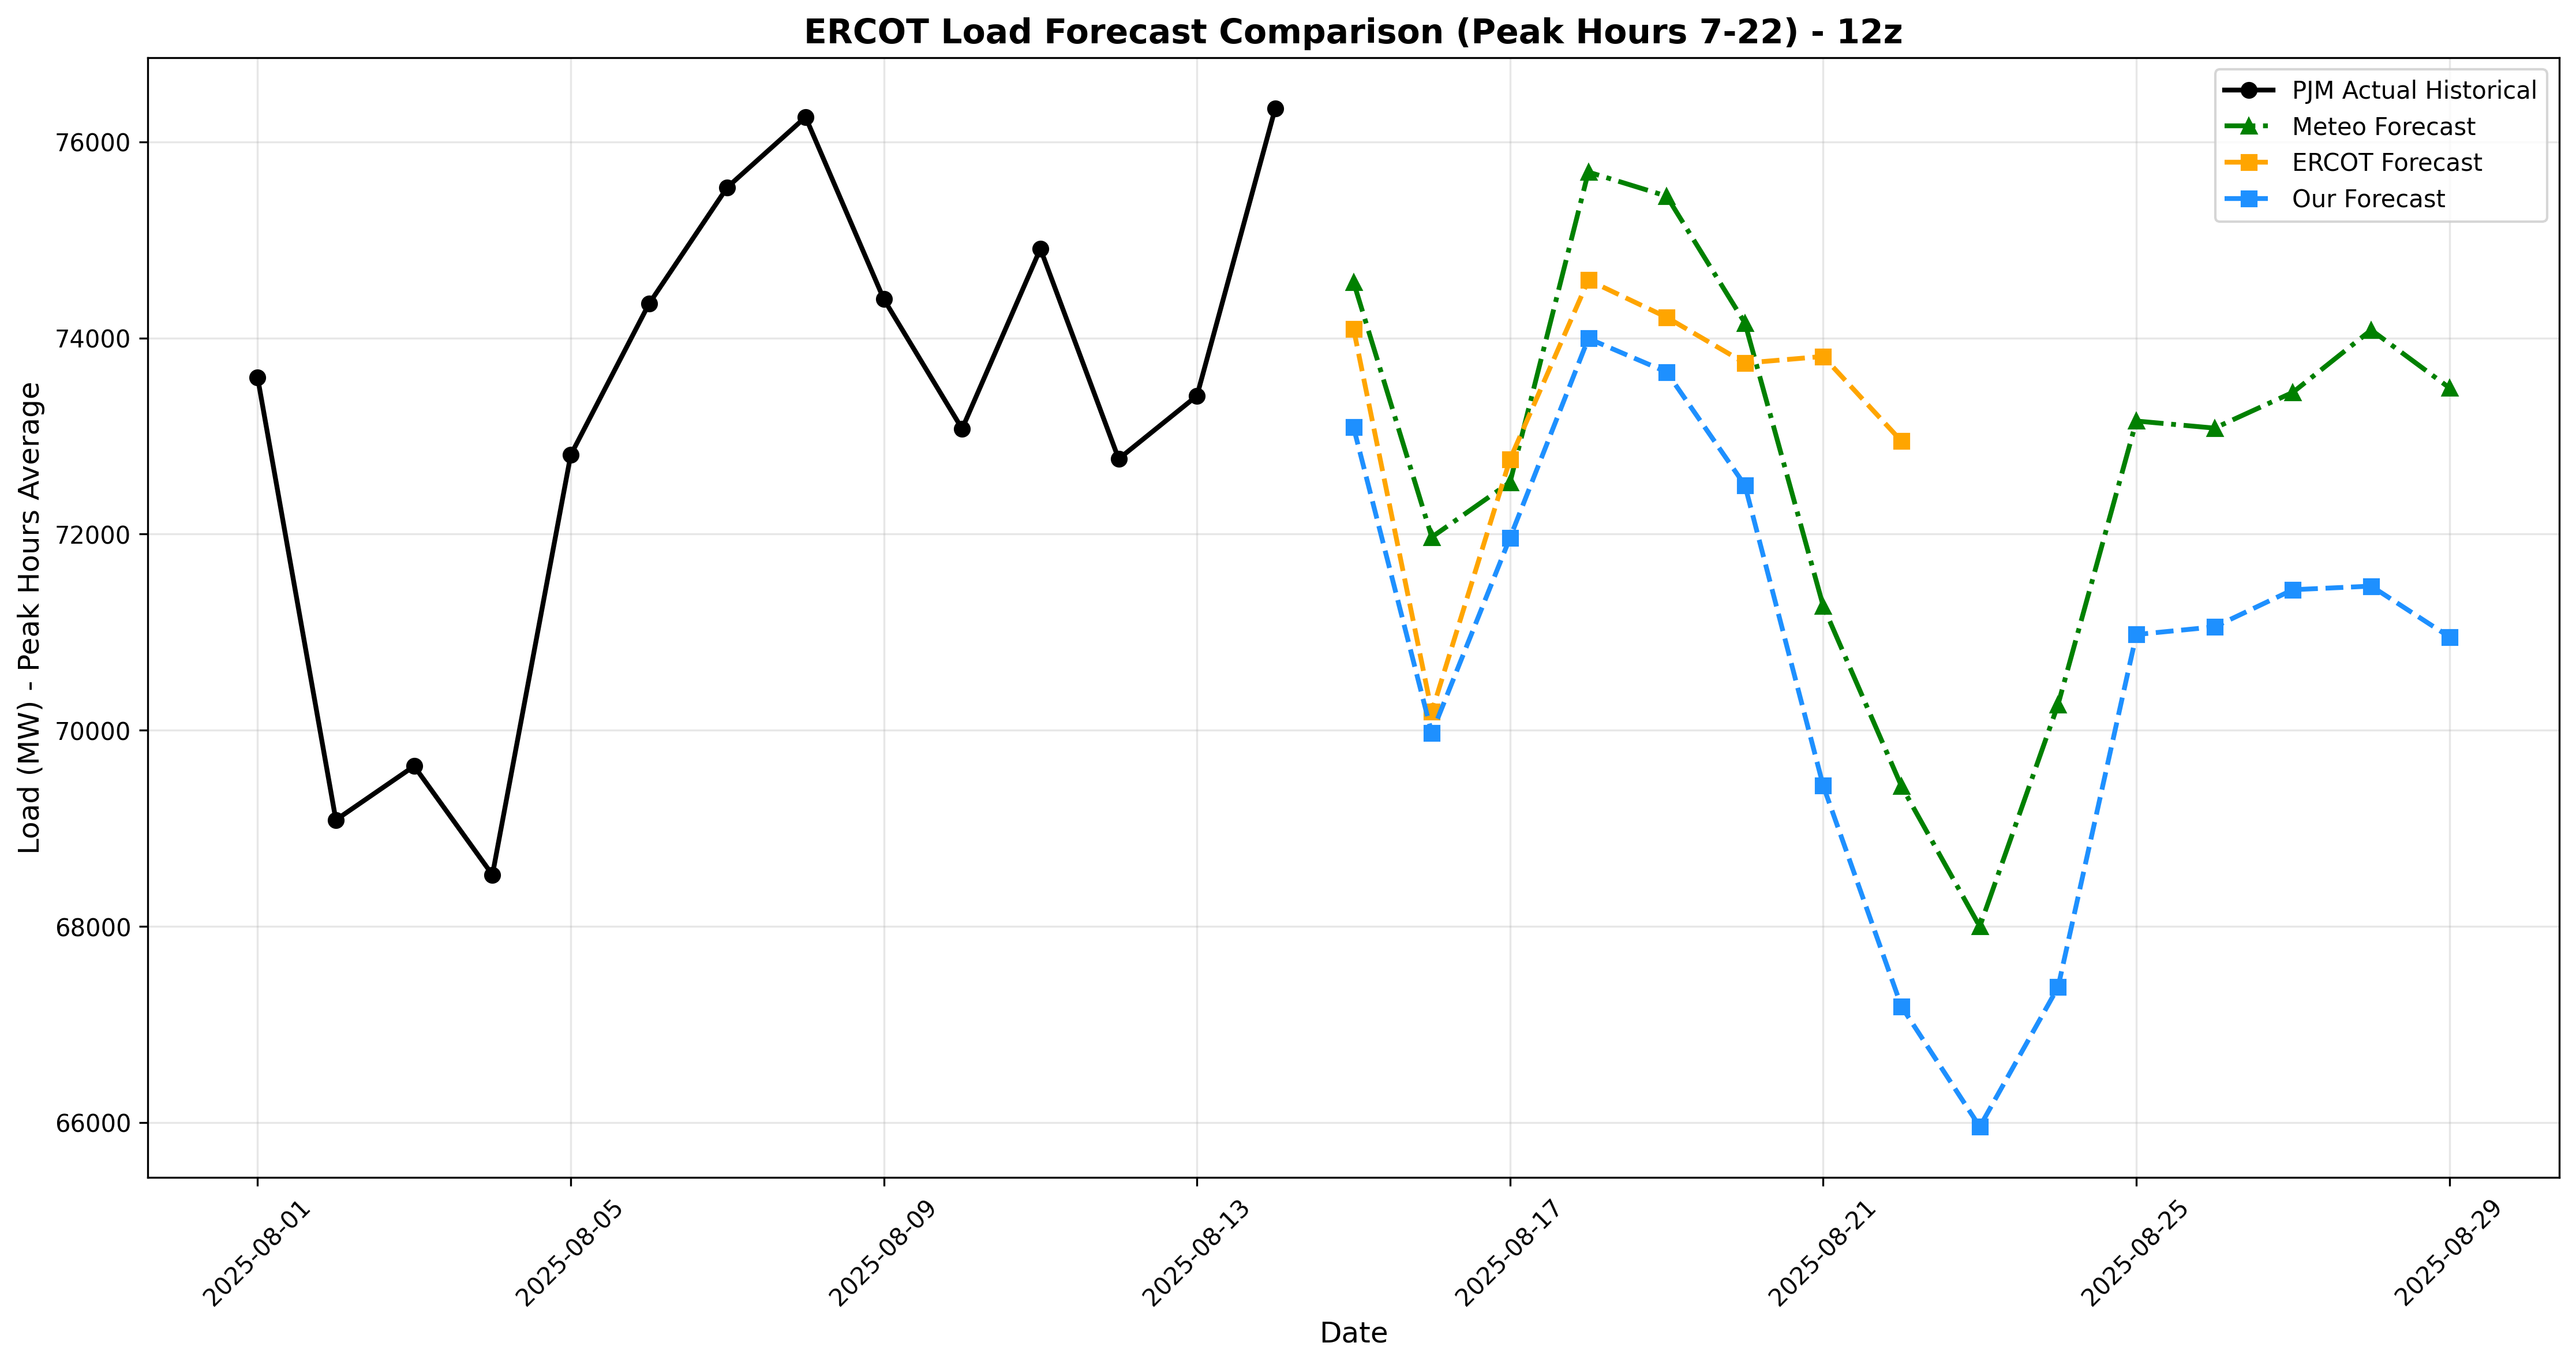 ERCOT Load Forecast Comparison (Peak Hours 7-22) - 12z
PJM Actual Historical
Meteo Forecast
ERCOT Forecast
Our Forecast
Load (MW) - Peak Hours Average
76000
74000
72000
70000
68000
66000
2025-08-01
2025-08-05
2025-08-09
2025-08-13
2025-08-17
2025-08-21
2025-08-25
2025-08-29
Date